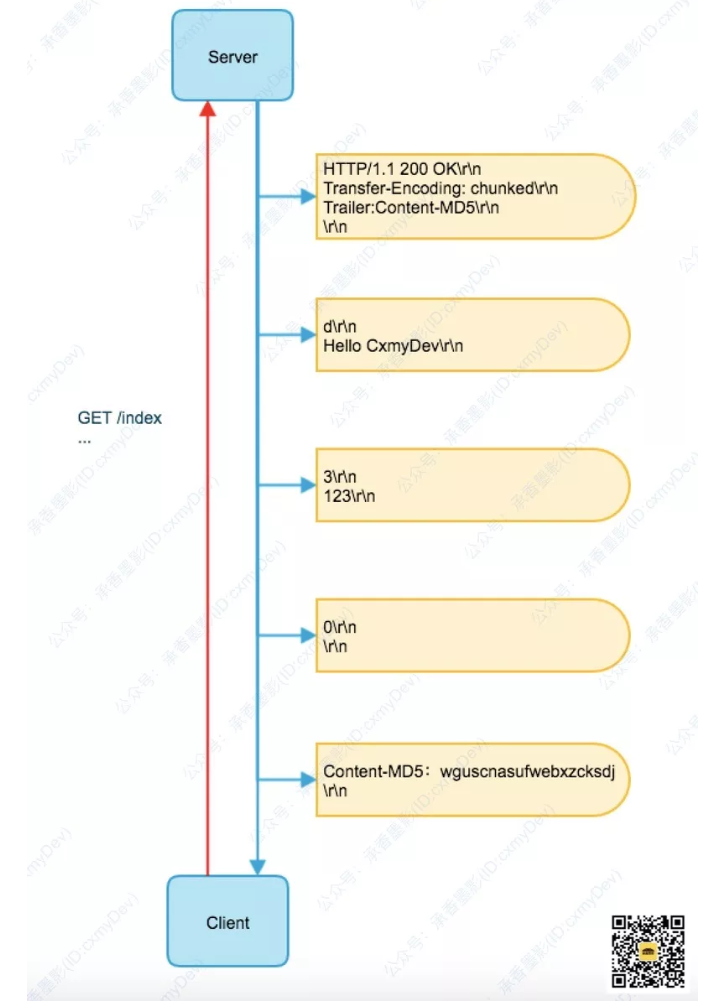 Server
HTTP/1.1 200 OK\r\n
Transfer-Encoding: chunked\r\n
Trailer:Content-MD5\r\n
\r\n
d\r\n
Hello CxmyDev\r\n
GET /index
...
3\r\n
123\r\n
0\r\n
\r\n
Content-MD5：wguscnasufwebxzcksdj
\r\n
Client
公众号：承香墨影(ID:cxmyDev)